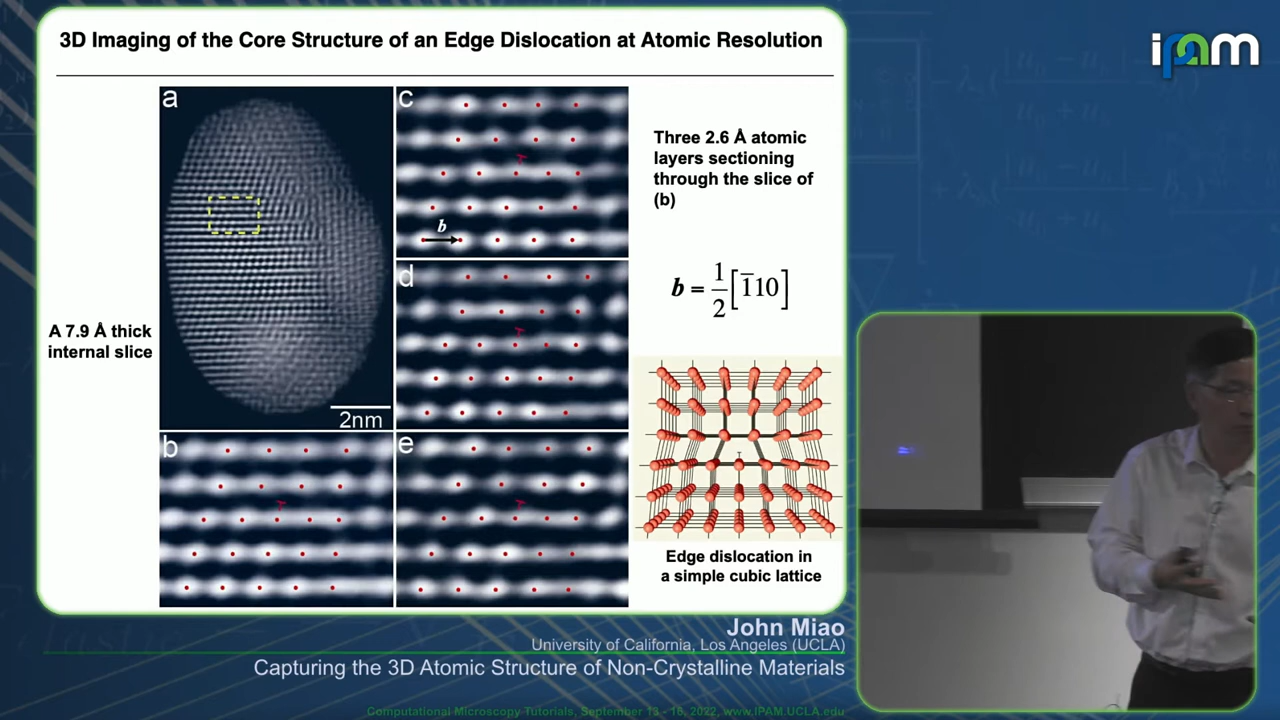 3D Imaging of the Core Structure of an Edge Dislocation at Atomic Resolution
ipam
a
c
b
d
2nm
b
e
A 7.9 Å thick
internal slice
Three 2.6 Å atomic
layers sectioning
through the slice of
(b)
b = 1/2 [1̅10]
Edge dislocation in
a simple cubic lattice
John Miao
University of California, Los Angeles (UCLA)
Capturing the 3D Atomic Structure of Non-Crystalline Materials
Computational Microscopy Tutorials, September 13 - 16, 2022, www.IPAM.UCLA.edu